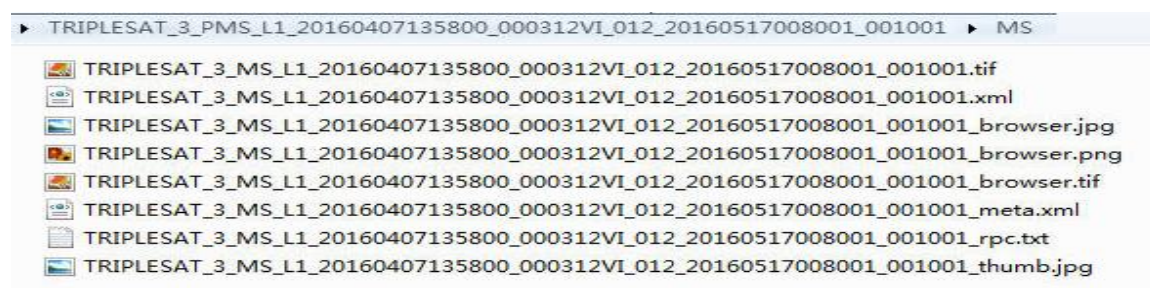 TRIPLESAT_3_PMS_L1_20160407135800_000312VI_012_20160517008001_001001 ▸ MS
TRIPLESAT_3_MS_L1_20160407135800_000312VI_012_20160517008001_001001.tif
TRIPLESAT_3_MS_L1_20160407135800_000312VI_012_20160517008001_001001.xml
TRIPLESAT_3_MS_L1_20160407135800_000312VI_012_20160517008001_001001_browser.jpg
TRIPLESAT_3_MS_L1_20160407135800_000312VI_012_20160517008001_001001_browser.png
TRIPLESAT_3_MS_L1_20160407135800_000312VI_012_20160517008001_001001_browser.tif
TRIPLESAT_3_MS_L1_20160407135800_000312VI_012_20160517008001_001001_meta.xml
TRIPLESAT_3_MS_L1_20160407135800_000312VI_012_20160517008001_001001_rpc.txt
TRIPLESAT_3_MS_L1_20160407135800_000312VI_012_20160517008001_001001_thumb.jpg